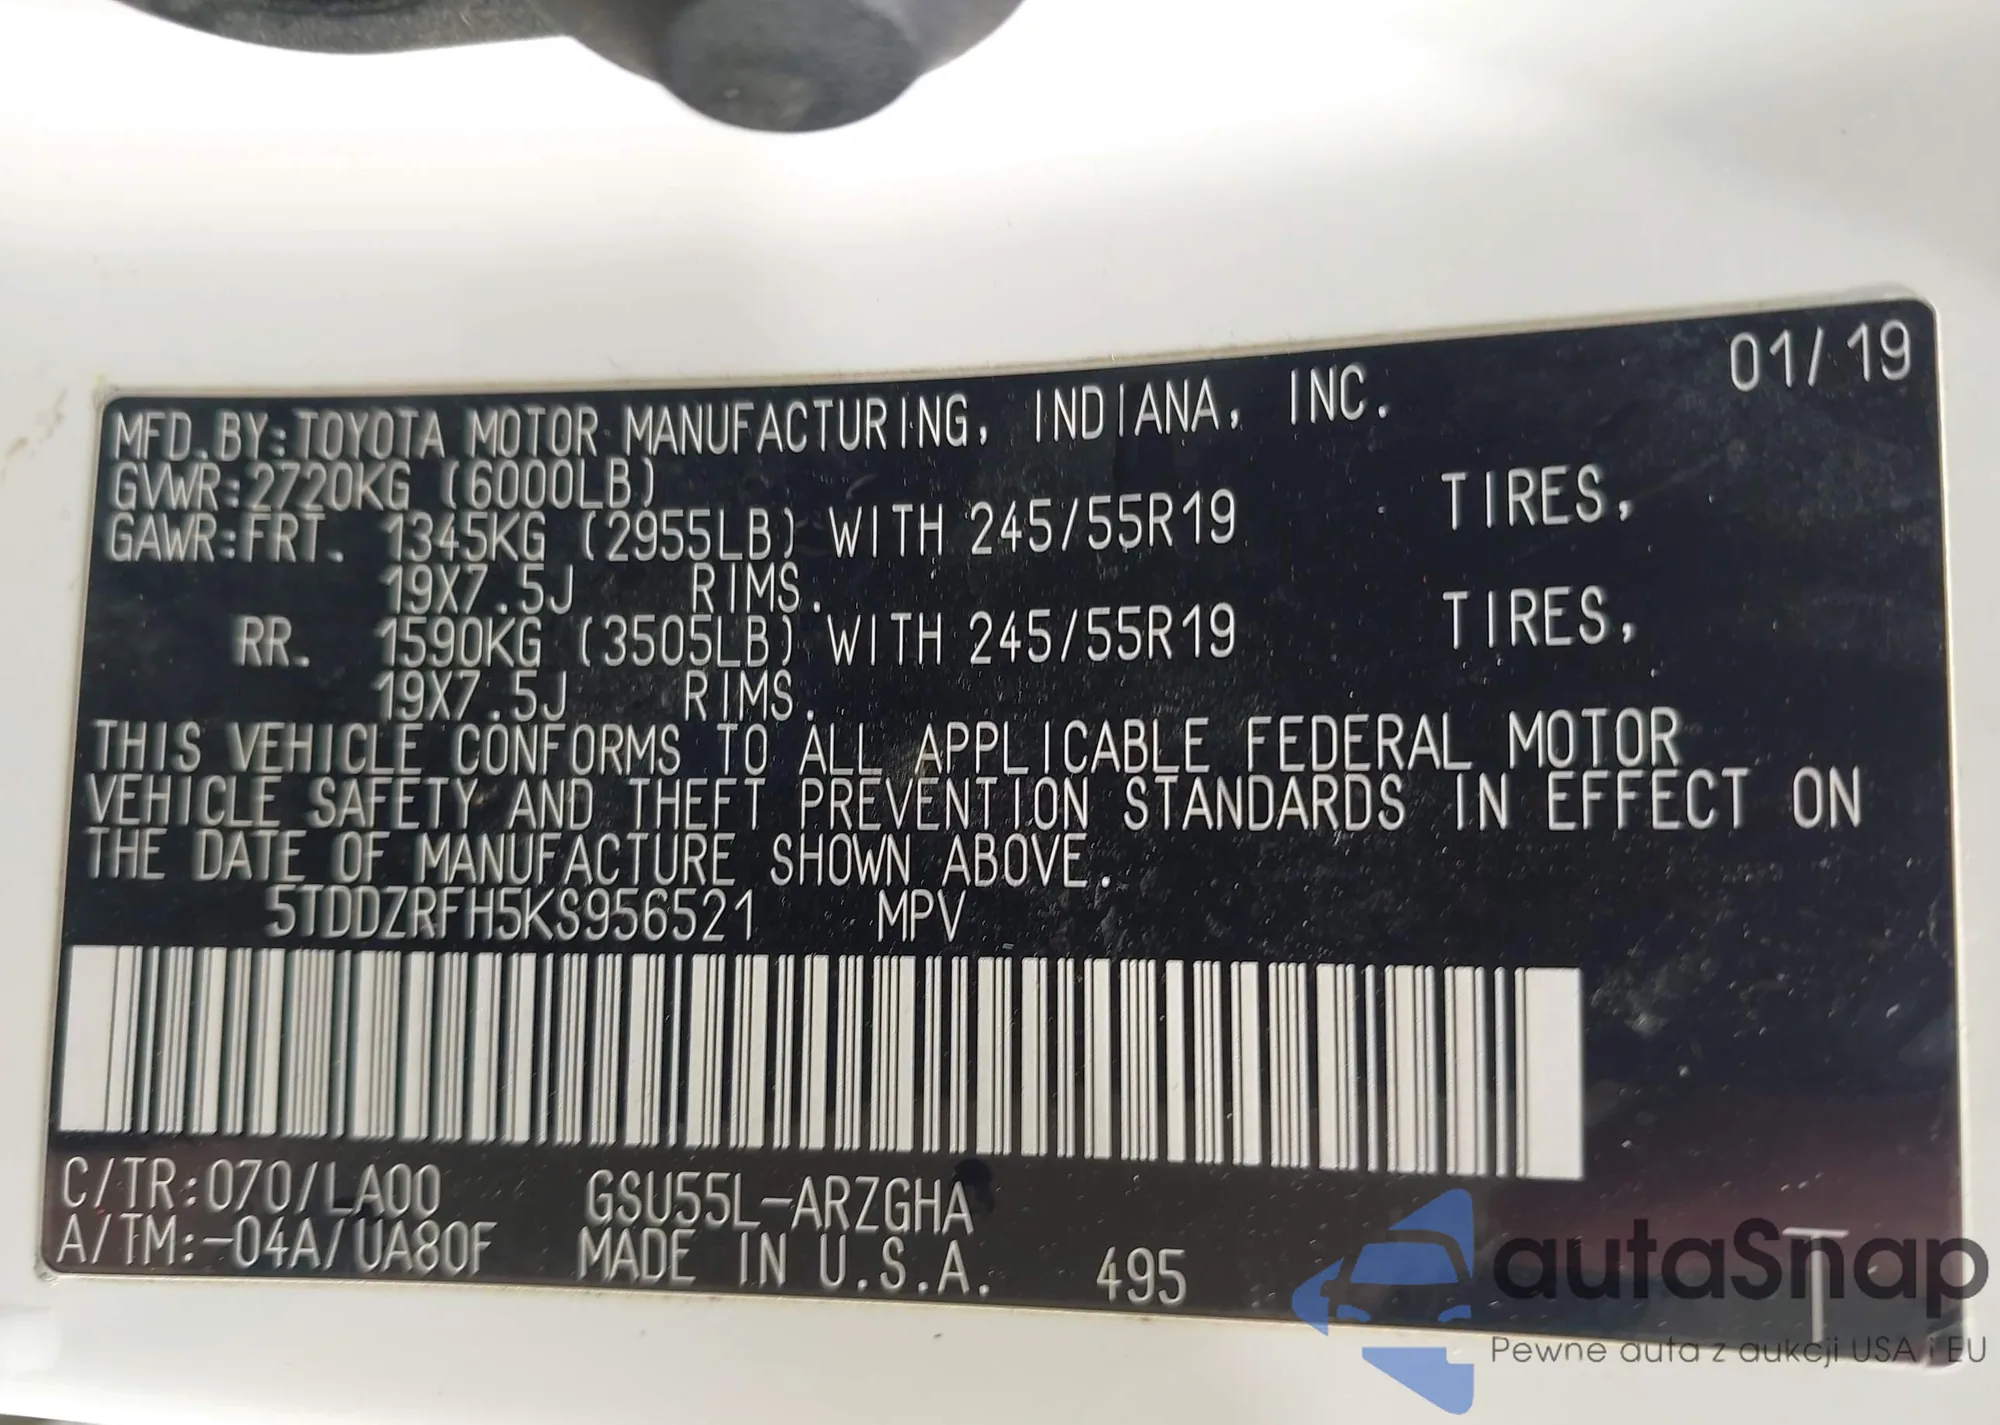 01/19
MFD.BY:TOYOTA MOTOR MANUFACTURING, INDIANA, INC.
GVWR:2720KG (6000LB)
GAWR:FRT. 1345KG (2955LB) WITH 245/55R19 TIRES,
19X7.5J RIMS.
RR. 1590KG (3505LB) WITH 245/55R19 TIRES,
19X7.5J RIMS.
THIS VEHICLE CONFORMS TO ALL APPLICABLE FEDERAL MOTOR
VEHICLE SAFETY AND THEFT PREVENTION STANDARDS IN EFFECT ON
THE DATE OF MANUFACTURE SHOWN ABOVE.
5TDDZRFH5KS956521 MPV
C/TR:070/LA00 GSU55L-ARZGHA
A/TM:-04A/UA80F MADE IN U.S.A. 495 T
autaSnap
Pewne auta z aukcji USA i EU